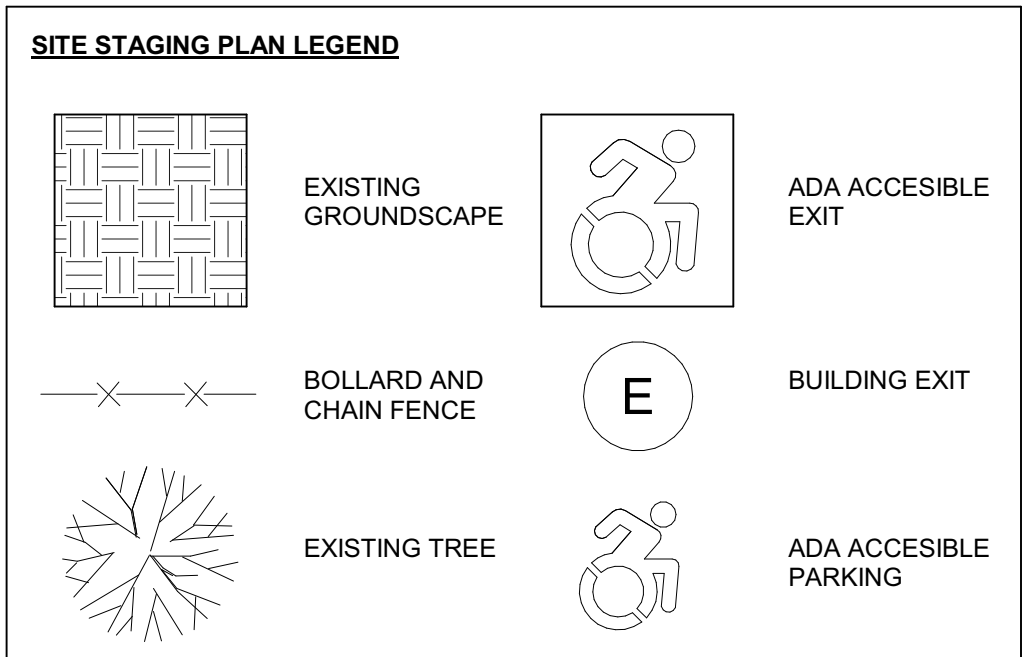 SITE STAGING PLAN LEGEND
EXISTING
GROUNDSCAPE
ADA ACCESIBLE
EXIT
BOLLARD AND
CHAIN FENCE
E
BUILDING EXIT
EXISTING TREE
ADA ACCESIBLE
PARKING